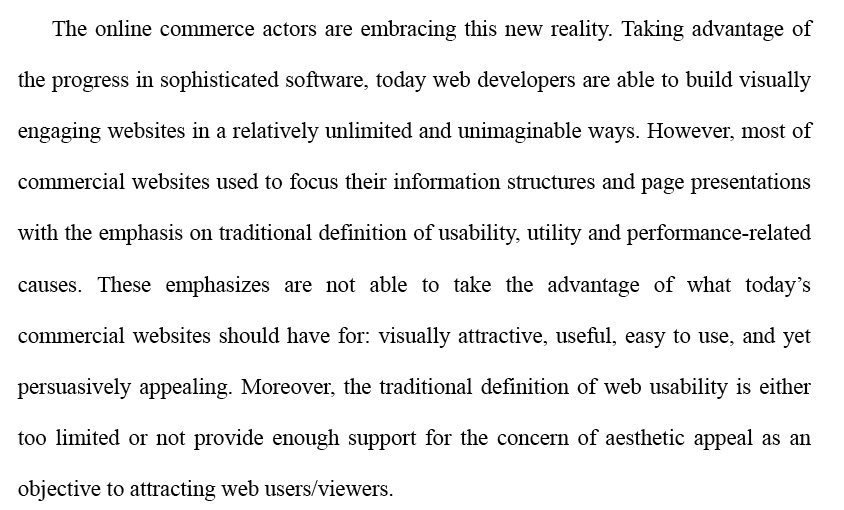 The online commerce actors are embracing this new reality. Taking advantage of
the progress in sophisticated software, today web developers are able to build visually
engaging websites in a relatively unlimited and unimaginable ways. However, most of
commercial websites used to focus their information structures and page presentations
with the emphasis on traditional definition of usability, utility and performance-related
causes. These emphasizes are not able to take the advantage of what today’s
commercial websites should have for: visually attractive, useful, easy to use, and yet
persuasively appealing. Moreover, the traditional definition of web usability is either
too limited or not provide enough support for the concern of aesthetic appeal as an
objective to attracting web users/viewers.